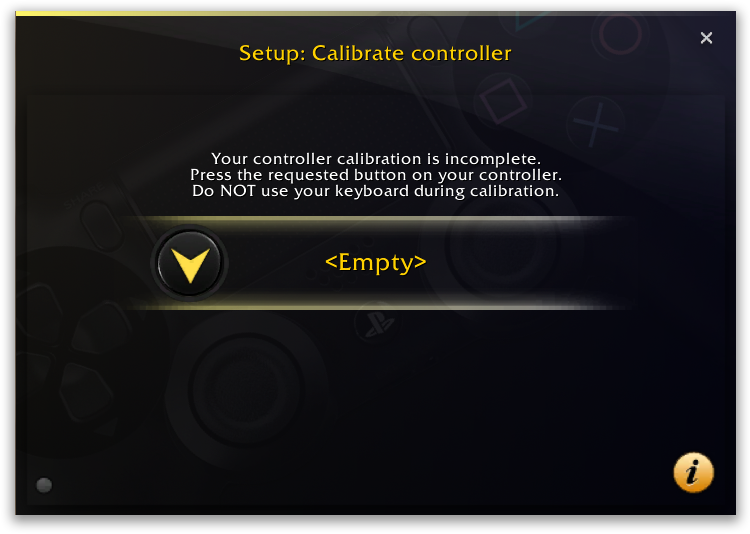 Setup: Calibrate controller
Your controller calibration is incomplete.
Press the requested button on your controller.
Do NOT use your keyboard during calibration.
<Empty>